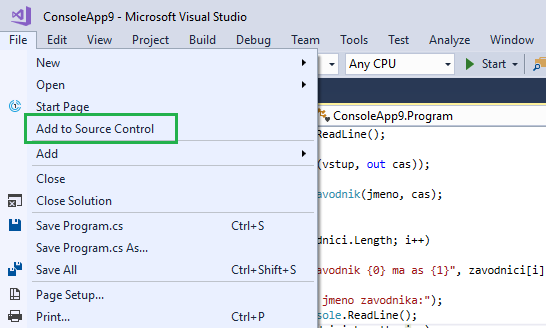 ConsoleApp9 - Microsoft Visual Studio
File Edit View Project Build Debug Team Tools Test Analyze Window
Any CPU Start
New
Open
Start Page
Add to Source Control
Add
Close
Close Solution
Save Program.cs Ctrl+S
Save Program.cs As...
Save All Ctrl+Shift+S
Page Setup...
Print... Ctrl+P
ConsoleApp9.Program
ReadLine();
(vstup, out cas));
avodnik(jmeno, cas);
dnici.Length; i++)
avodnik {0} ma as {1}", zavodnici[i]
jmeno zavodnika:");
sole.ReadLine();